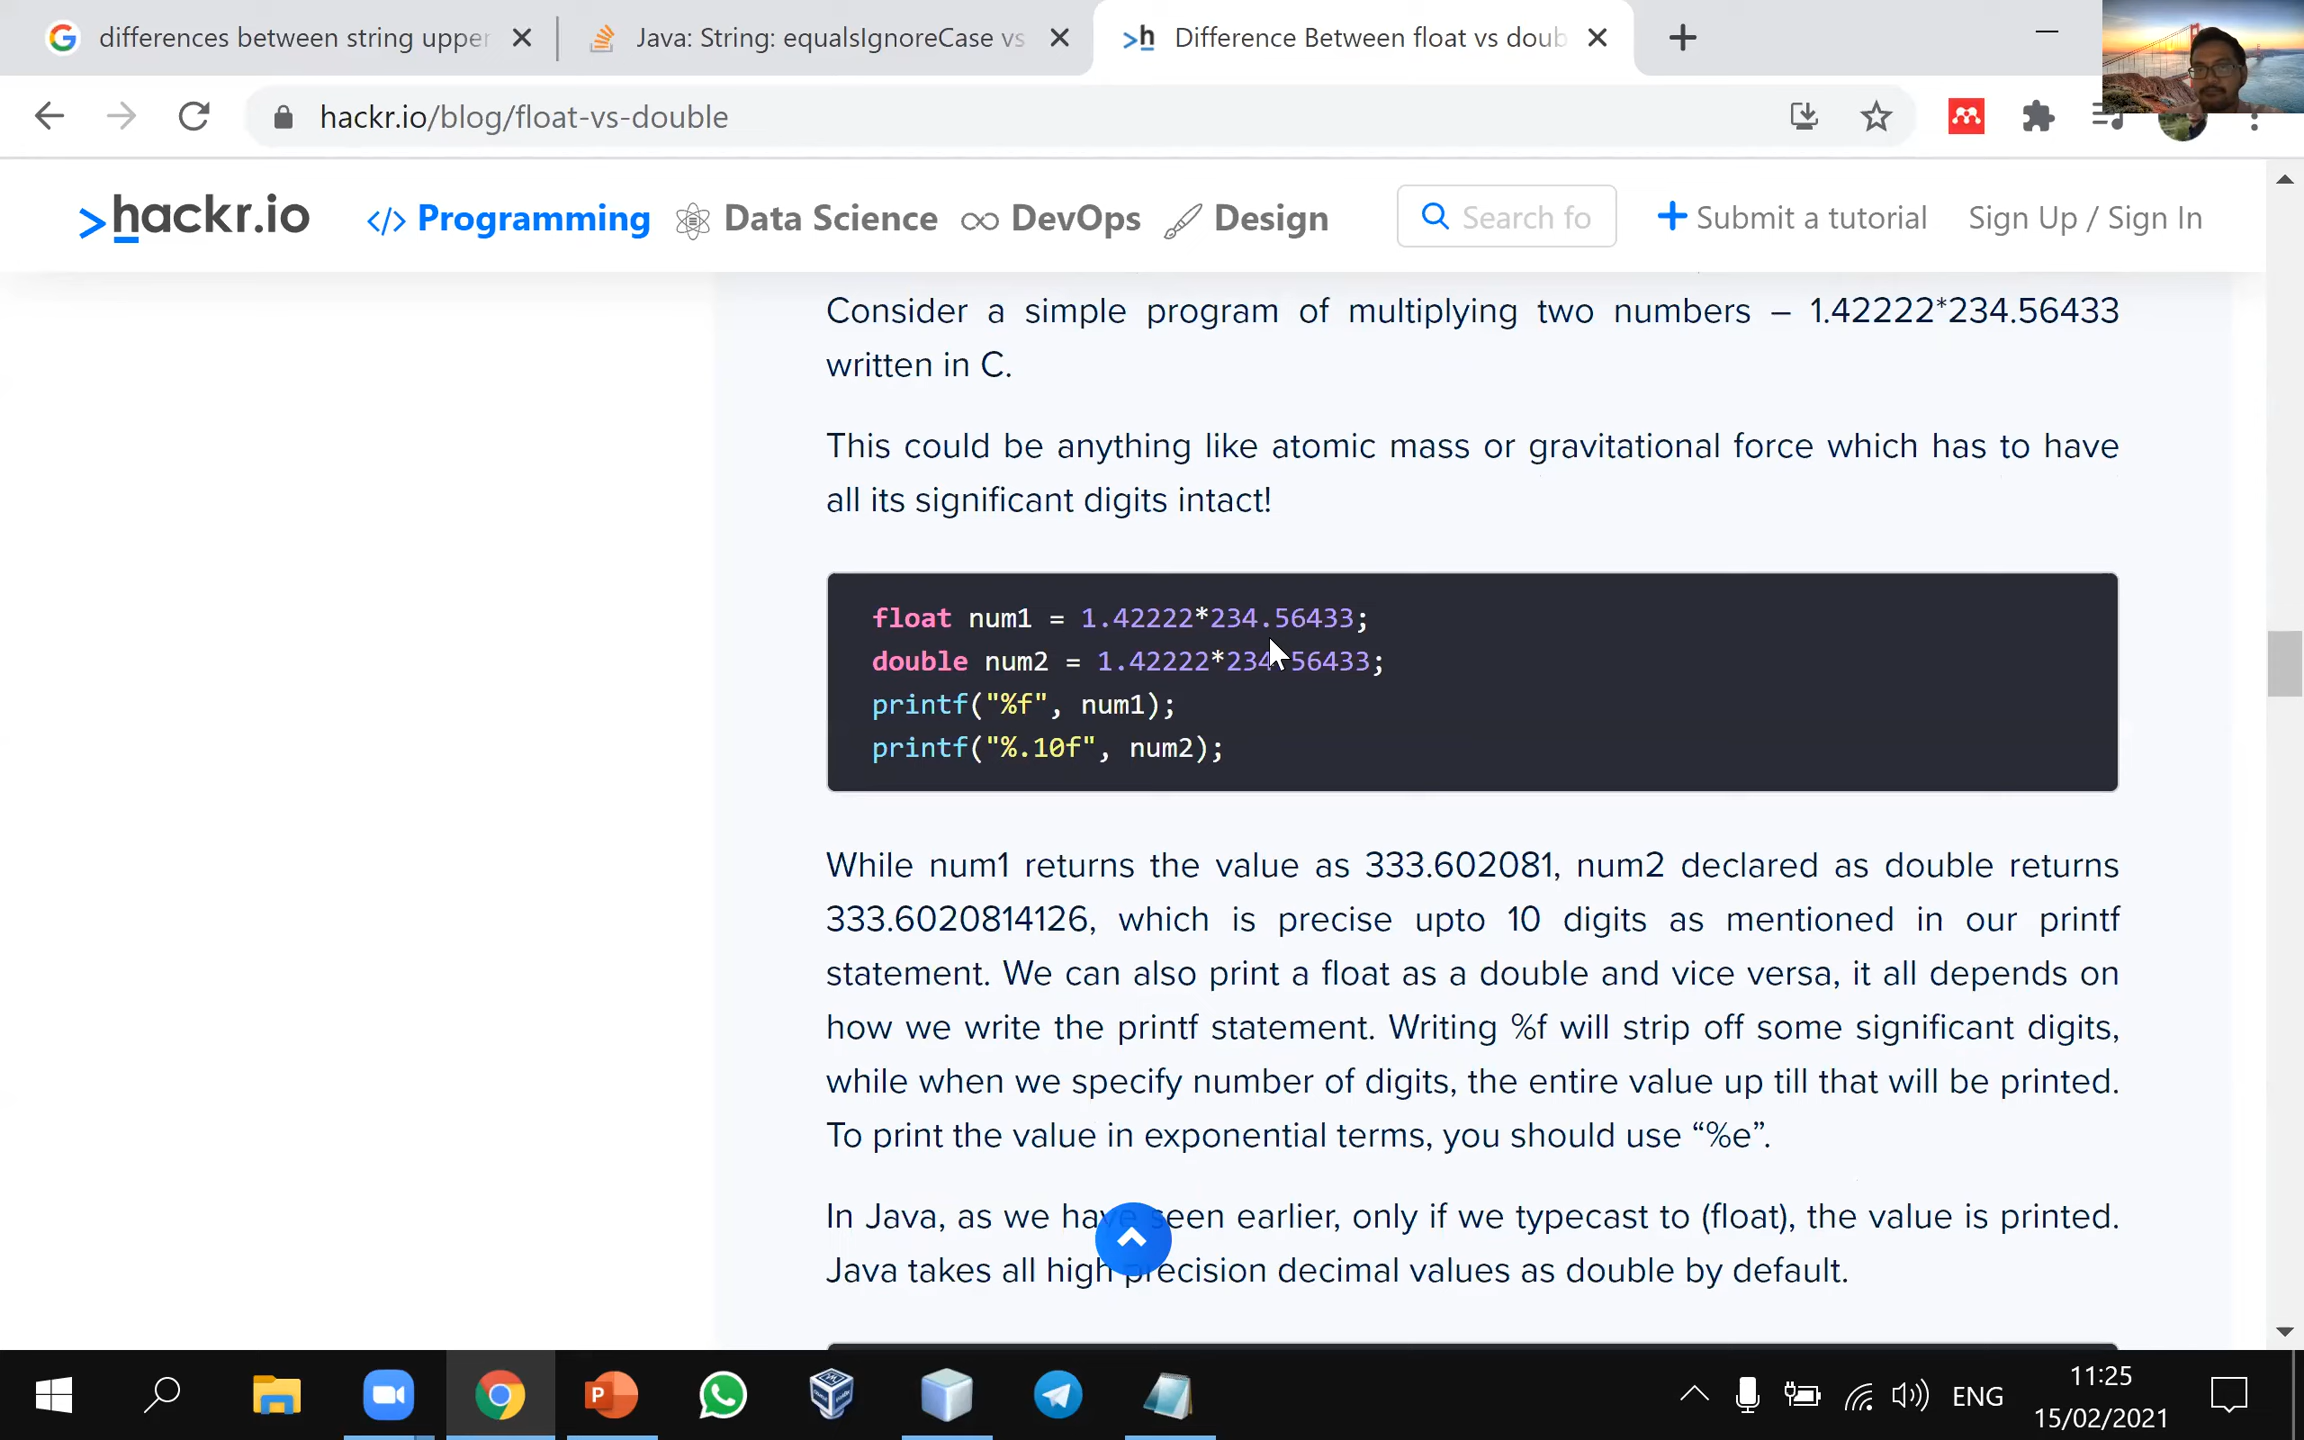 differences between string upper
Java: String: equalsIgnoreCase vs
>h Difference Between float vs doub
hackr.io/blog/float-vs-double
>hackr.io
</> Programming
Data Science
DevOps
Design
Search fo
Submit a tutorial
Sign Up / Sign In
Consider a simple program of multiplying two numbers – 1.42222*234.56433
written in C.
This could be anything like atomic mass or gravitational force which has to have
all its significant digits intact!
float num1 = 1.42222*234.56433;
double num2 = 1.42222*234.56433;
printf("%f", num1);
printf("%.10f", num2);
While num1 returns the value as 333.602081, num2 declared as double returns
333.6020814126, which is precise upto 10 digits as mentioned in our printf
statement. We can also print a float as a double and vice versa, it all depends on
how we write the printf statement. Writing %f will strip off some significant digits,
while when we specify number of digits, the entire value up till that will be printed.
To print the value in exponential terms, you should use “%e”.
In Java, as we have seen earlier, only if we typecast to (float), the value is printed.
Java takes all high precision decimal values as double by default.
P
ENG
11:25
15/02/2021